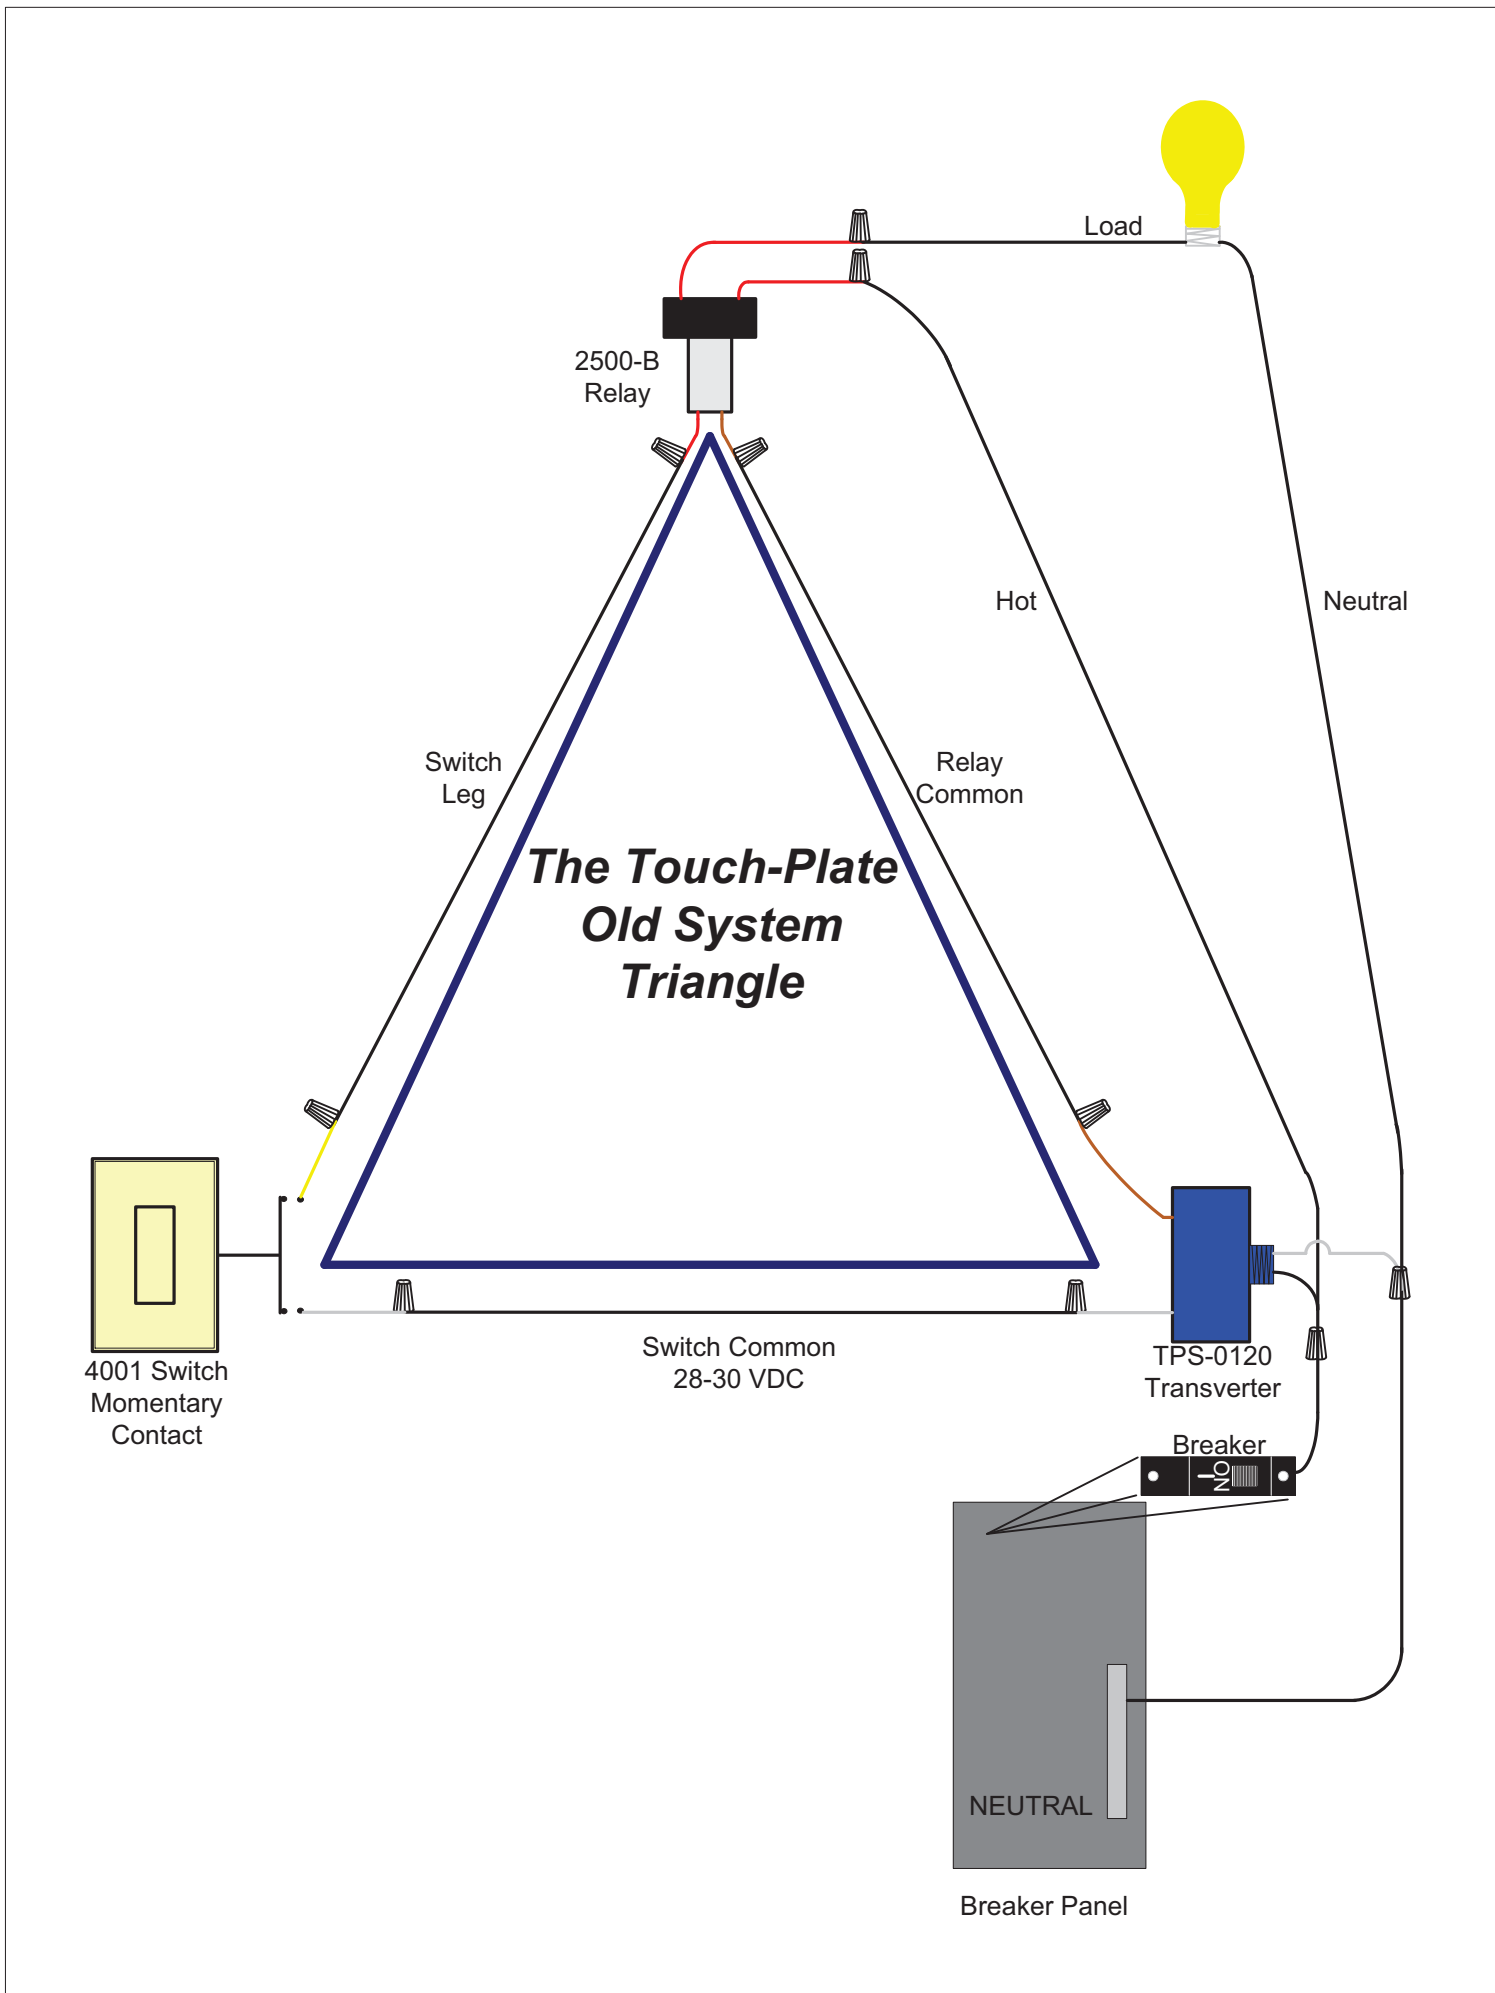 Load
2500-B
Relay
Hot
Neutral
Switch
Leg
Relay
Common
The Touch-Plate
Old System
Triangle
Switch Common
28-30 VDC
4001 Switch
Momentary
Contact
TPS-0120
Transverter
Breaker
ON
NEUTRAL
Breaker Panel